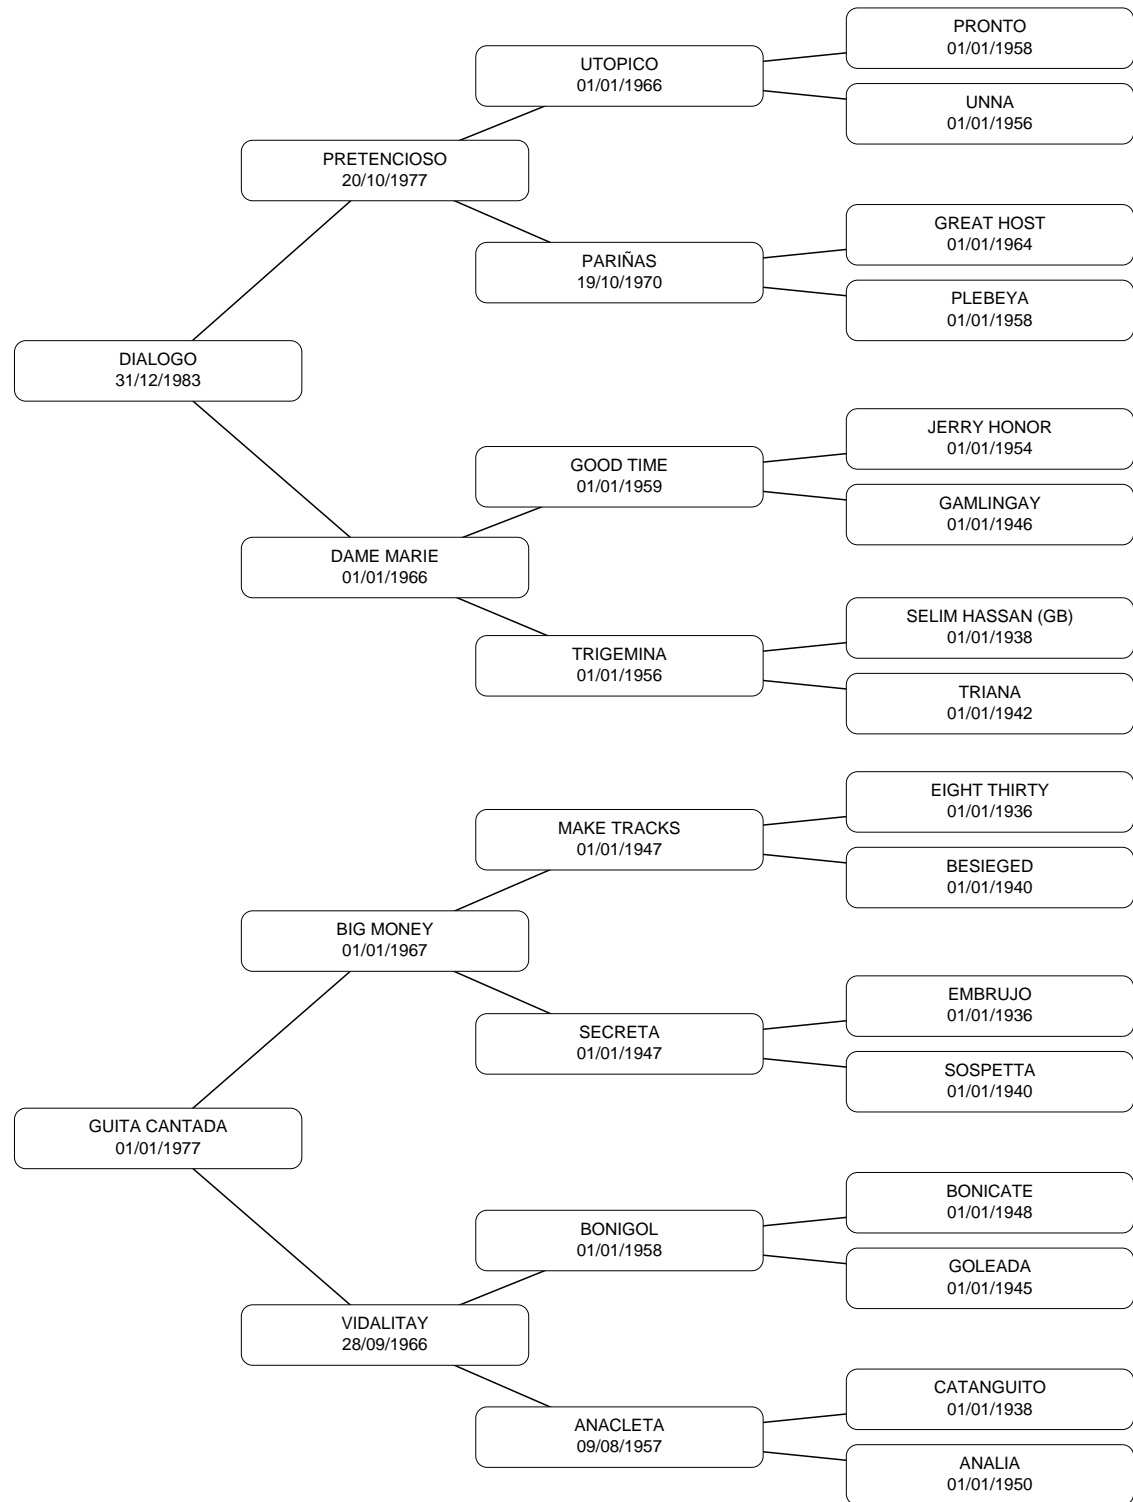 PRONTO
01/01/1958
UTOPICO
01/01/1966
UNNA
01/01/1956
PRETENCIOSO
20/10/1977
GREAT HOST
01/01/1964
PARIÑAS
19/10/1970
PLEBEYA
01/01/1958
DIALOGO
31/12/1983
JERRY HONOR
01/01/1954
GOOD TIME
01/01/1959
GAMLINGAY
01/01/1946
DAME MARIE
01/01/1966
SELIM HASSAN (GB)
01/01/1938
TRIGEMINA
01/01/1956
TRIANA
01/01/1942
EIGHT THIRTY
01/01/1936
MAKE TRACKS
01/01/1947
BESIEGED
01/01/1940
BIG MONEY
01/01/1967
EMBRUJO
01/01/1936
SECRETA
01/01/1947
SOSPETTA
01/01/1940
GUITA CANTADA
01/01/1977
BONICATE
01/01/1948
BONIGOL
01/01/1958
GOLEADA
01/01/1945
VIDALITAY
28/09/1966
CATANGUITO
01/01/1938
ANACLETA
09/08/1957
ANALIA
01/01/1950